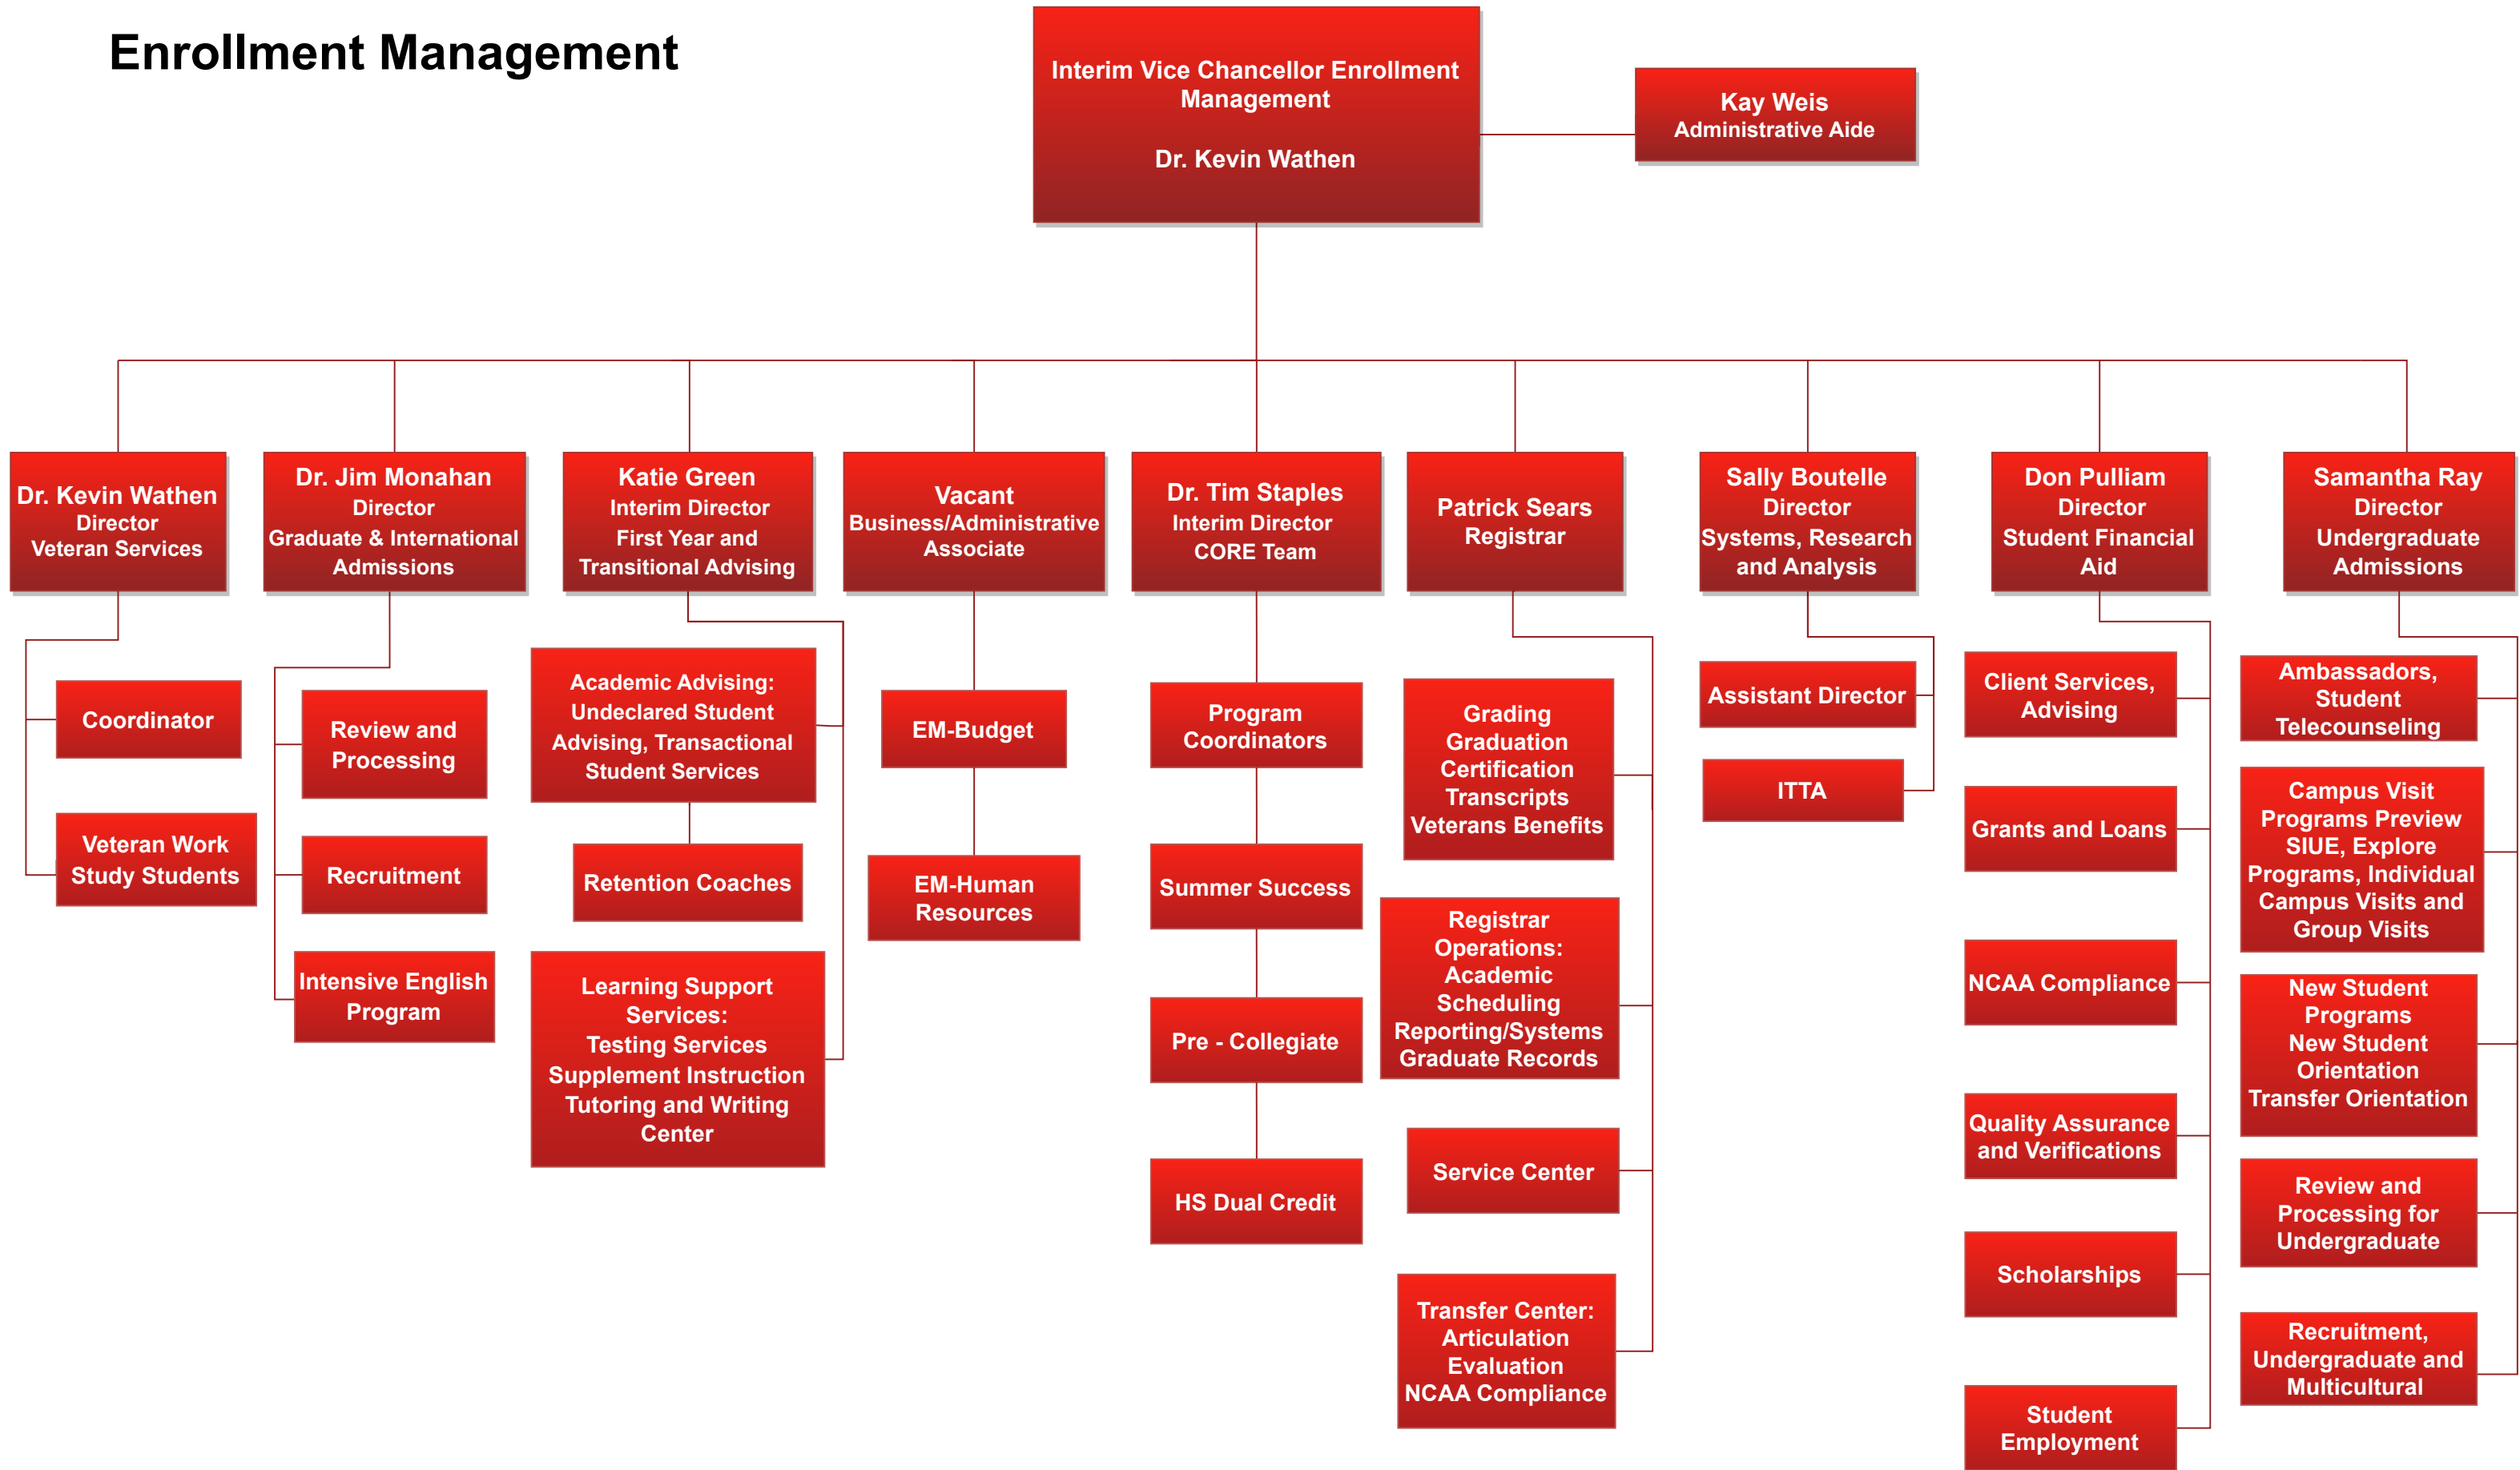 Enrollment Management
Interim Vice Chancellor Enrollment
Management
Dr. Kevin Wathen
Kay Weis
Administrative Aide
Dr. Kevin Wathen
Director
Veteran Services
Coordinator
Veteran Work
Study Students
Dr. Jim Monahan
Director
Graduate & International
Admissions
Review and
Processing
Recruitment
Intensive English
Program
Katie Green
Interim Director
First Year and
Transitional Advising
Academic Advising:
Undeclared Student
Advising, Transactional
Student Services
Retention Coaches
Learning Support
Services:
Testing Services
Supplement Instruction
Tutoring and Writing
Center
Vacant
Business/Administrative
Associate
EM-Budget
EM-Human
Resources
Dr. Tim Staples
Interim Director
CORE Team
Program
Coordinators
Summer Success
Pre - Collegiate
HS Dual Credit
Patrick Sears
Registrar
Grading
Graduation
Certification
Transcripts
Veterans Benefits
Registrar
Operations:
Academic
Scheduling
Reporting/Systems
Graduate Records
Service Center
Transfer Center:
Articulation
Evaluation
NCAA Compliance
Sally Boutelle
Director
Systems, Research
and Analysis
Assistant Director
ITTA
Don Pulliam
Director
Student Financial
Aid
Client Services,
Advising
Grants and Loans
NCAA Compliance
Quality Assurance
and Verifications
Scholarships
Student
Employment
Samantha Ray
Director
Undergraduate
Admissions
Ambassadors,
Student
Telecounseling
Campus Visit
Programs Preview
SIUE, Explore
Programs, Individual
Campus Visits and
Group Visits
New Student
Programs
New Student
Orientation
Transfer Orientation
Review and
Processing for
Undergraduate
Recruitment,
Undergraduate and
Multicultural